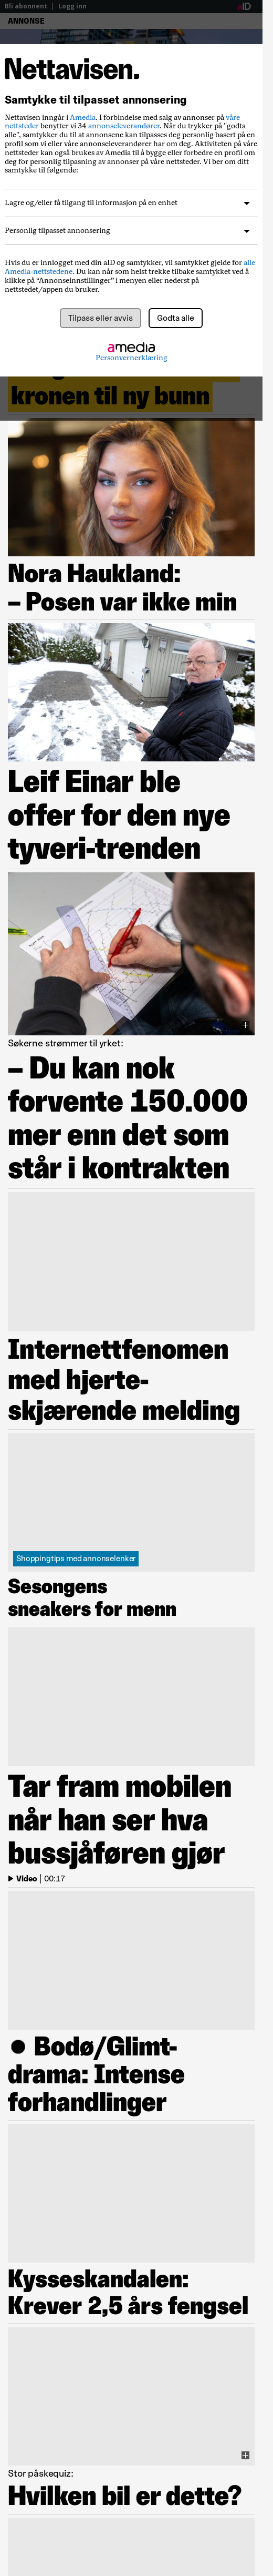 Bli abonnent | Logg inn
aID
ANNONSE
Nettavisen.
Samtykke til tilpasset annonsering
Nettavisen inngår i Amedia. I forbindelse med salg av annonser på våre
nettsteder benytter vi 34 annonseleverandører. Når du trykker på "godta
alle", samtykker du til at annonsene kan tilpasses deg personlig basert på en
profil som vi eller våre annonseleverandører har om deg. Aktiviteten på våre
nettsteder kan også brukes av Amedia til å bygge eller forbedre en profil om
deg for personlig tilpasning av annonser på våre nettsteder. Vi ber om ditt
samtykke til følgende:
Lagre og/eller få tilgang til informasjon på en enhet
Personlig tilpasset annonsering
Hvis du er innlogget med din aID og samtykker, vil samtykket gjelde for alle
Amedia-nettstedene. Du kan når som helst trekke tilbake samtykket ved å
klikke på “Annonseinnstillinger” i menyen eller nederst på
nettstedet/appen du bruker.
Tilpass eller avvis
Godta alle
amedia
Personvernerklæring
kronen til ny bunn
Nora Haukland:
– Posen var ikke min
Leif Einar ble
offer for den nye
tyveri-trenden
Søkerne strømmer til yrket:
– Du kan nok
forvente 150.000
mer enn det som
står i kontrakten
Internettfenomen
med hjerte-
skjærende melding
Shoppingtips med annonselenker
Sesongens
sneakers for menn
Tar fram mobilen
når han ser hva
bussjåføren gjør
Video | 00:17
● Bodø/Glimt-
drama: Intense
forhandlinger
Kysseskandalen:
Krever 2,5 års fengsel
Stor påskequiz:
Hvilken bil er dette?